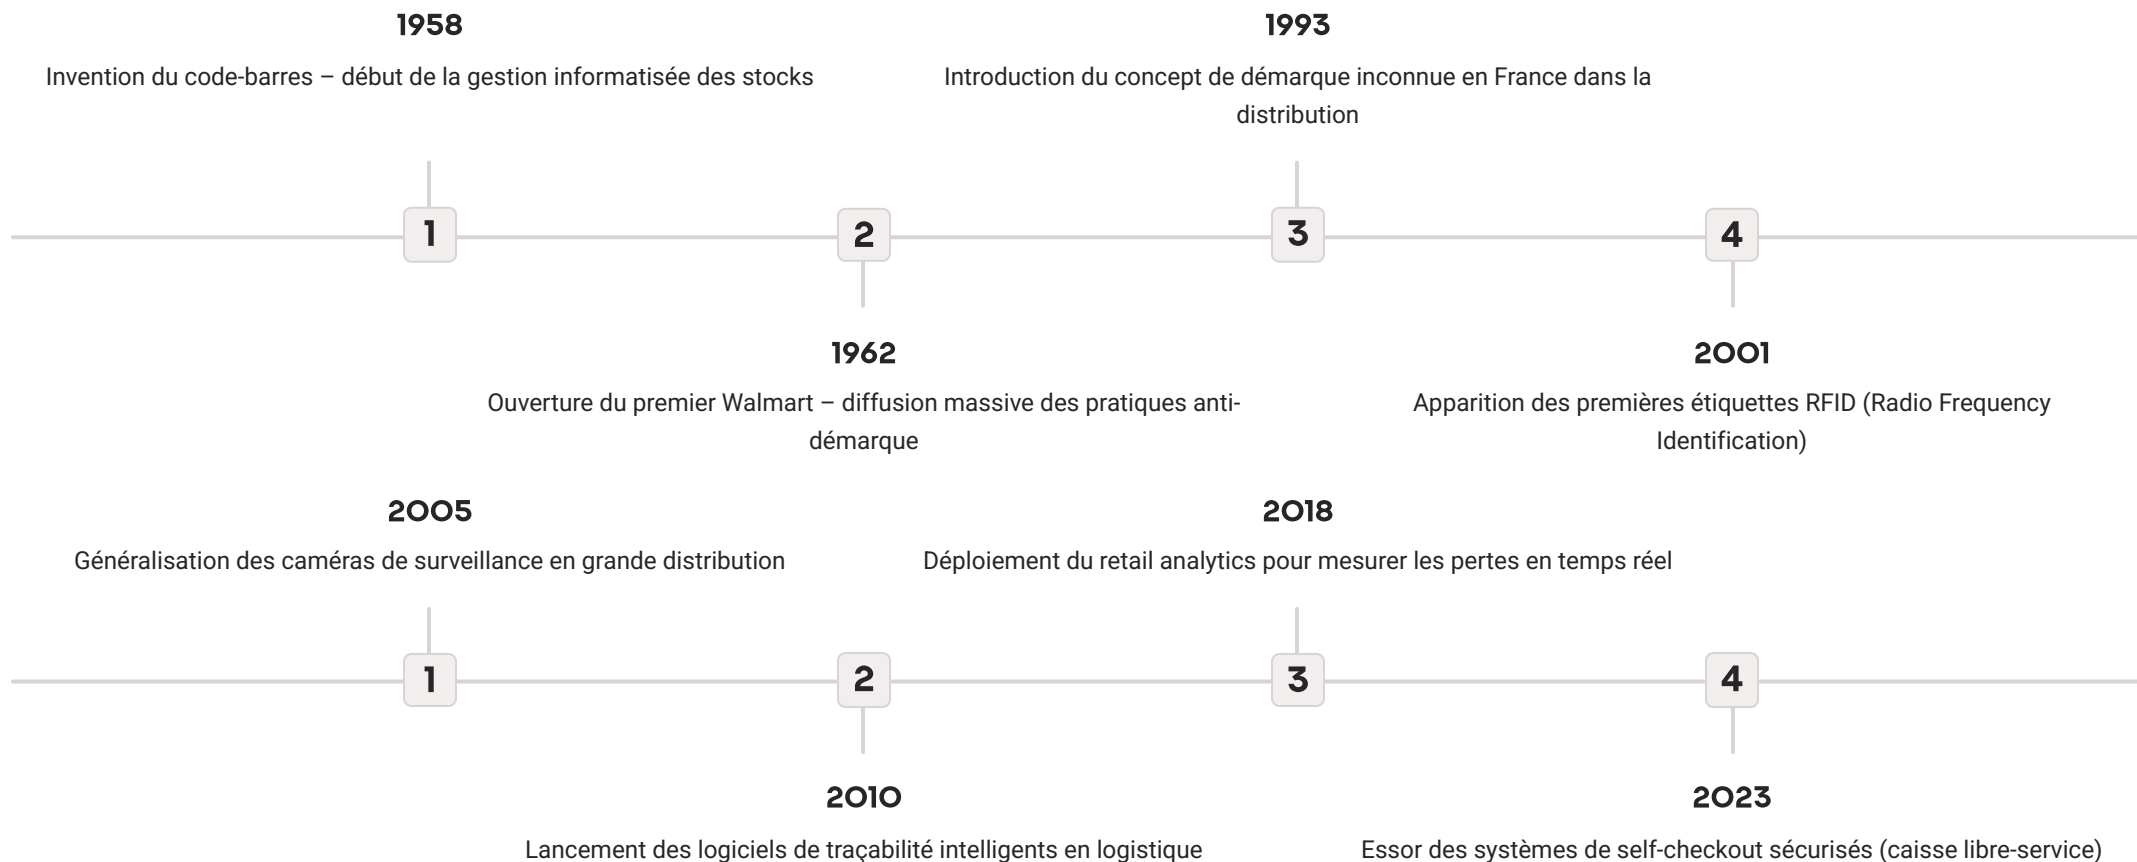 1958
Invention du code-barres – début de la gestion informatisée des stocks
1993
Introduction du concept de démarque inconnue en France dans la
distribution
1
2
3
4
1962
Ouverture du premier Walmart – diffusion massive des pratiques anti-
démarque
2001
Apparition des premières étiquettes RFID (Radio Frequency
Identification)
2005
Généralisation des caméras de surveillance en grande distribution
2018
Déploiement du retail analytics pour mesurer les pertes en temps réel
1
2
3
4
2010
Lancement des logiciels de traçabilité intelligents en logistique
2023
Essor des systèmes de self-checkout sécurisés (caisse libre-service)